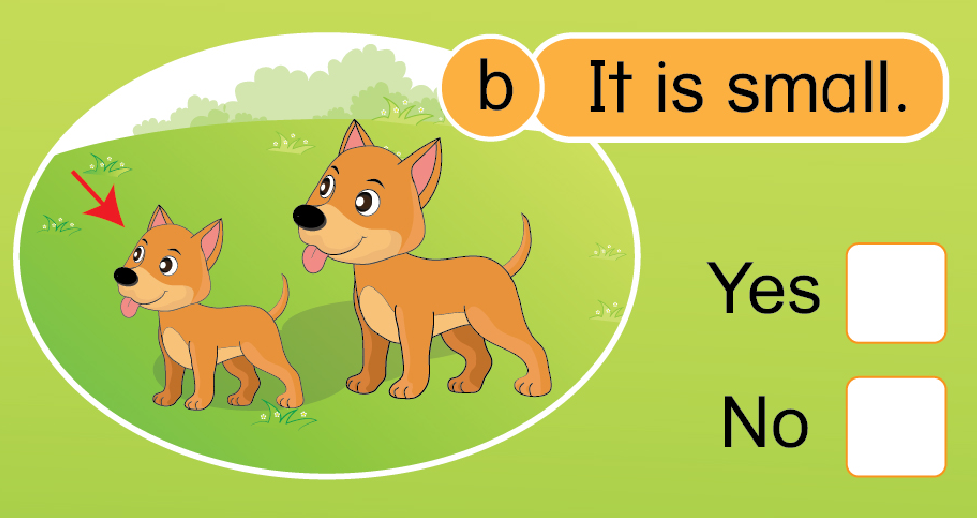 b It is small.
Yes
No